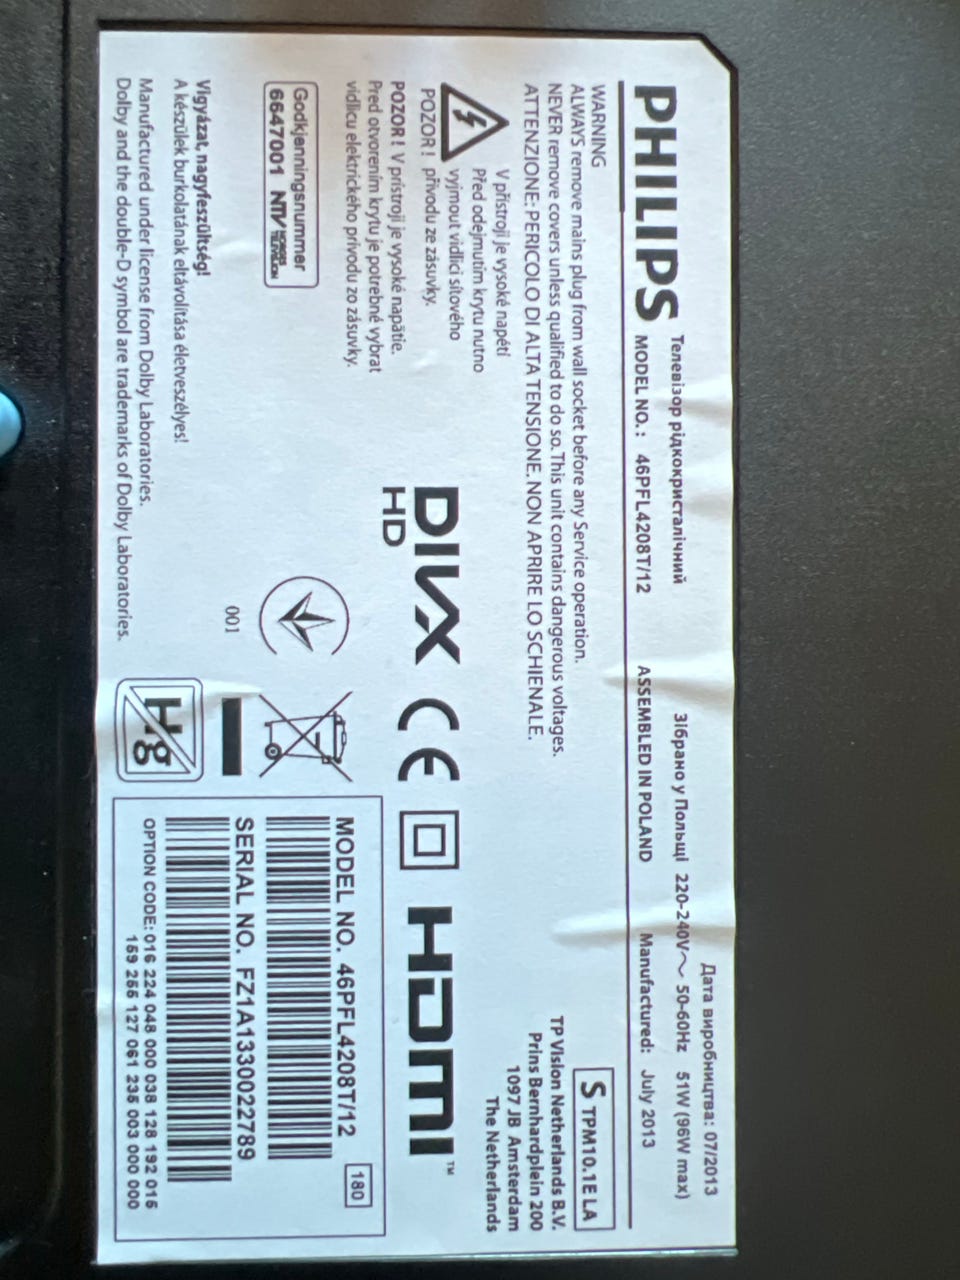 PHILIPS
Телевізор рідкокристалічний
MODEL NO.: 46PFL4208T/12
Зібрано у Польщі
ASSEMBLED IN POLAND
Дата виробництва: 07/2013
220-240V~ 50-60Hz 51W (96W max)
Manufactured: July 2013
WARNING
ALWAYS remove mains plug from wall socket before any Service operation.
NEVER remove covers unless qualified to do so. This unit contains dangerous voltages.
ATTENZIONE: PERICOLO DI ALTA TENSIONE. NON APRIRE LO SCHIENALE.
S TPM10.1E LA
TP Vision Netherlands B.V.
Prins Bernhardplein 200
1097 JB Amsterdam
The Netherlands
V přístroji je vysoké napětí
Před odejmutím krytu nutno
vyjmout vidlici síťového
POZOR! přívodu ze zásuvky.
POZOR! V prístroji je vysoké napätie.
Pred otvorením krytu je potrebné vybrat
vidlicu elektrického prívodu zo zásuvky.
DIVX
HD
CE
HDMI™
Godkjenningsnummer
6647001 NTV
001
Hg
Vigyázat, nagyfeszültség!
A készülék burkolatának eltávolítása életveszélyes!
Manufactured under license from Dolby Laboratories.
Dolby and the double-D symbol are trademarks of Dolby Laboratories.
180
MODEL NO. 46PFL4208T/12
SERIAL NO. FZ1A1330022789
OPTION CODE: 016 224 048 000 038 128 192 016
159 255 127 061 235 003 000 000